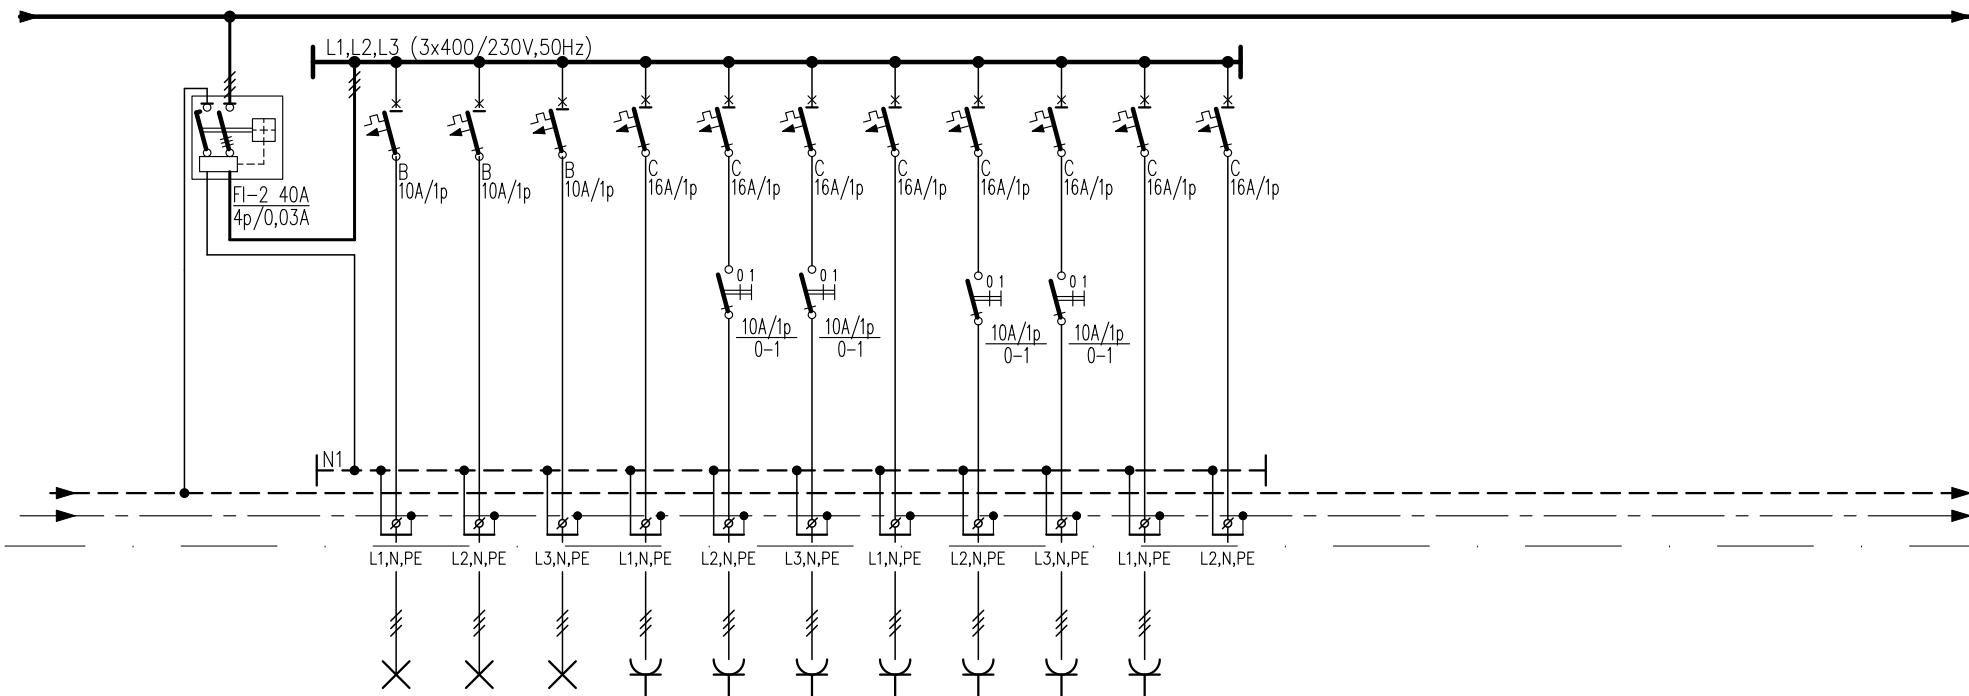 L1,L2,L3 (3x400/230V,50Hz)
B
10A/1p
B
10A/1p
B
10A/1p
C
16A/1p
C
16A/1p
C
16A/1p
C
16A/1p
C
16A/1p
C
16A/1p
C
16A/1p
C
16A/1p
FI-2 40A
4p/0,03A
0 1
0 1
0 1
0 1
10A/1p
0-1
10A/1p
0-1
10A/1p
0-1
10A/1p
0-1
N1
L1,N,PE
L2,N,PE
L3,N,PE
L1,N,PE
L2,N,PE
L3,N,PE
L1,N,PE
L2,N,PE
L3,N,PE
L1,N,PE
L2,N,PE